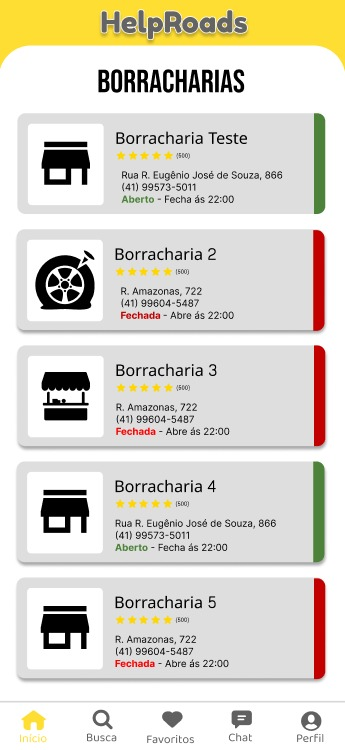 HelpRoads
BORRACHARIAS
Borracharia Teste
(500)
Rua R. Eugênio José de Souza, 866
(41) 99573-5011
Aberto - Fecha ás 22:00
Borracharia 2
(500)
R. Amazonas, 722
(41) 99604-5487
Fechada - Abre ás 22:00
Borracharia 3
(500)
R. Amazonas, 722
(41) 99604-5487
Fechada - Abre ás 22:00
Borracharia 4
(500)
Rua R. Eugênio José de Souza, 866
(41) 99573-5011
Aberto - Fecha ás 22:00
Borracharia 5
(500)
R. Amazonas, 722
(41) 99604-5487
Fechada - Abre ás 22:00
Início Busca Favoritos Chat Perfil